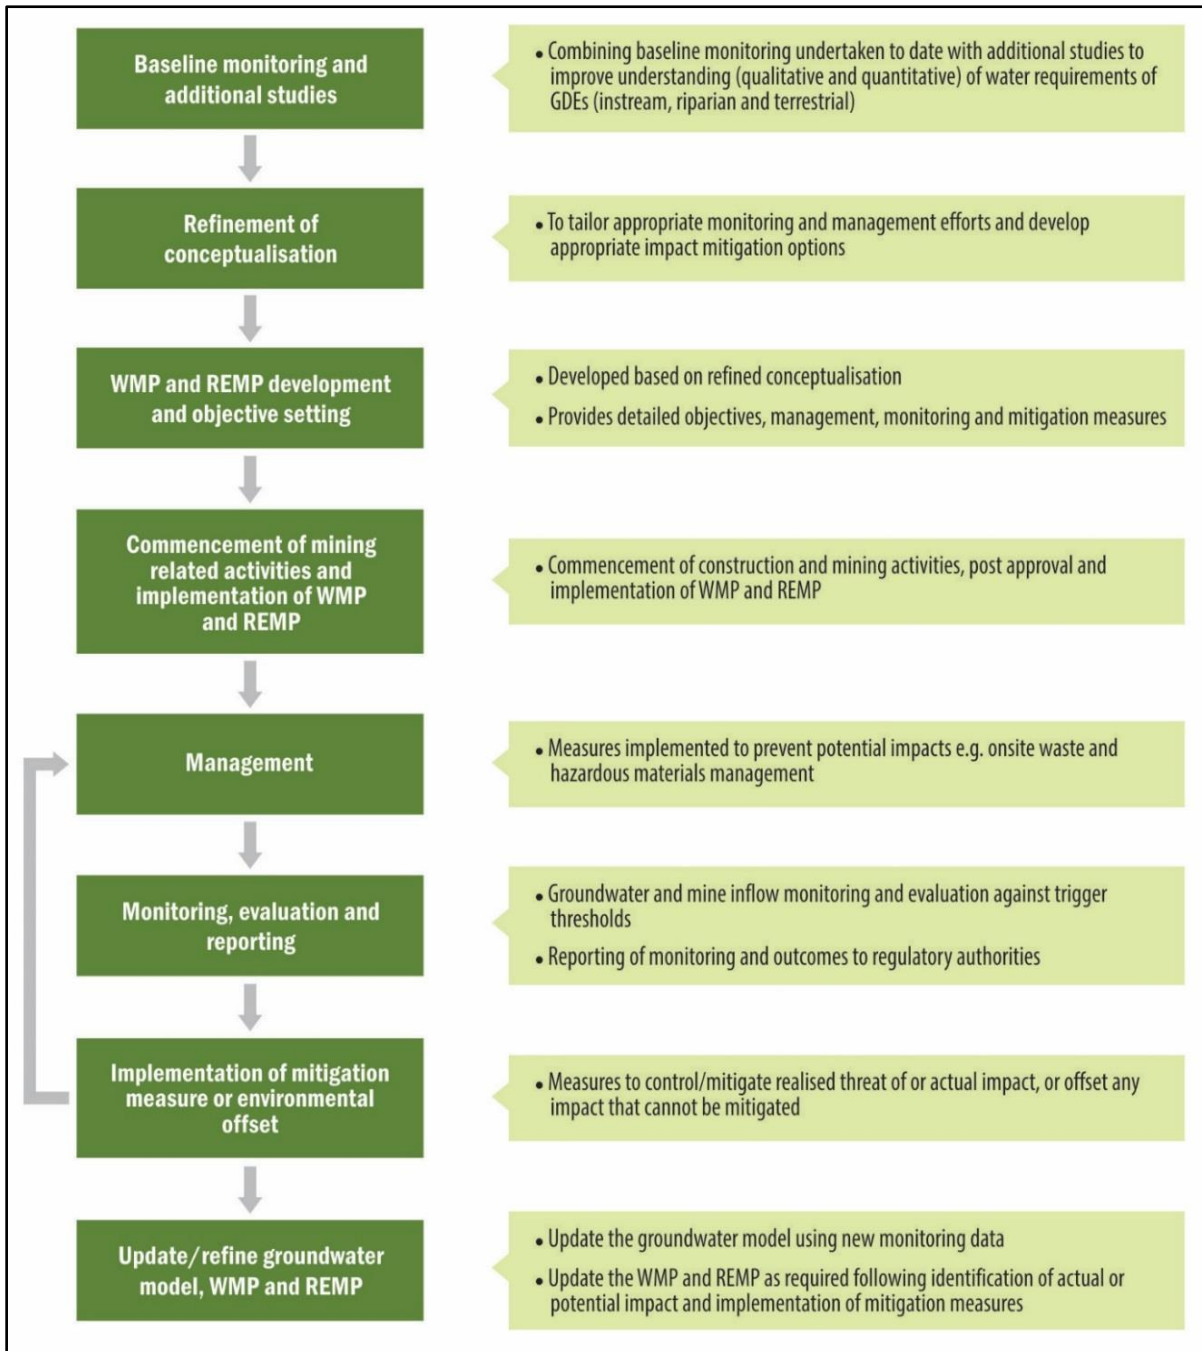 Baseline monitoring and
additional studies
• Combining baseline monitoring undertaken to date with additional studies to
improve understanding (qualitative and quantitative) of water requirements of
GDEs (instream, riparian and terrestrial)
Refinement of
conceptualisation
• To tailor appropriate monitoring and management efforts and develop
appropriate impact mitigation options
WMP and REMP development
and objective setting
• Developed based on refined conceptualisation
• Provides detailed objectives, management, monitoring and mitigation measures
Commencement of mining
related activities and
implementation of WMP
and REMP
• Commencement of construction and mining activities, post approval and
implementation of WMP and REMP
Management
• Measures implemented to prevent potential impacts e.g. onsite waste and
hazardous materials management
Monitoring, evaluation and
reporting
• Groundwater and mine inflow monitoring and evaluation against trigger
thresholds
• Reporting of monitoring and outcomes to regulatory authorities
Implementation of mitigation
measure or environmental
offset
• Measures to control/mitigate realised threat of or actual impact, or offset any
impact that cannot be mitigated
Update/refine groundwater
model, WMP and REMP
• Update the groundwater model using new monitoring data
• Update the WMP and REMP as required following identification of actual or
potential impact and implementation of mitigation measures